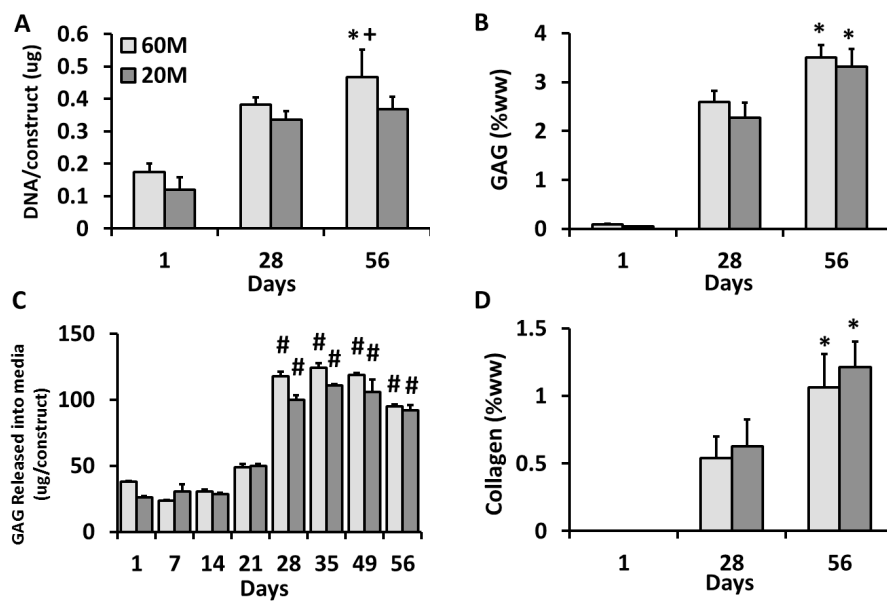 A
DNA/construct (ug)
0.6
0.5
0.4
0.3
0.2
0.1
0
60M
20M
*+
1 28 56
Days
B
GAG (%ww)
4
3
2
1
0
* *
1 28 56
Days
C
GAG Released into media
(ug/construct)
150
100
50
0
# # # # # # # #
1 7 14 21 28 35 49 56
Days
D
Collagen (%ww)
1.5
1
0.5
0
* *
1 28 56
Days